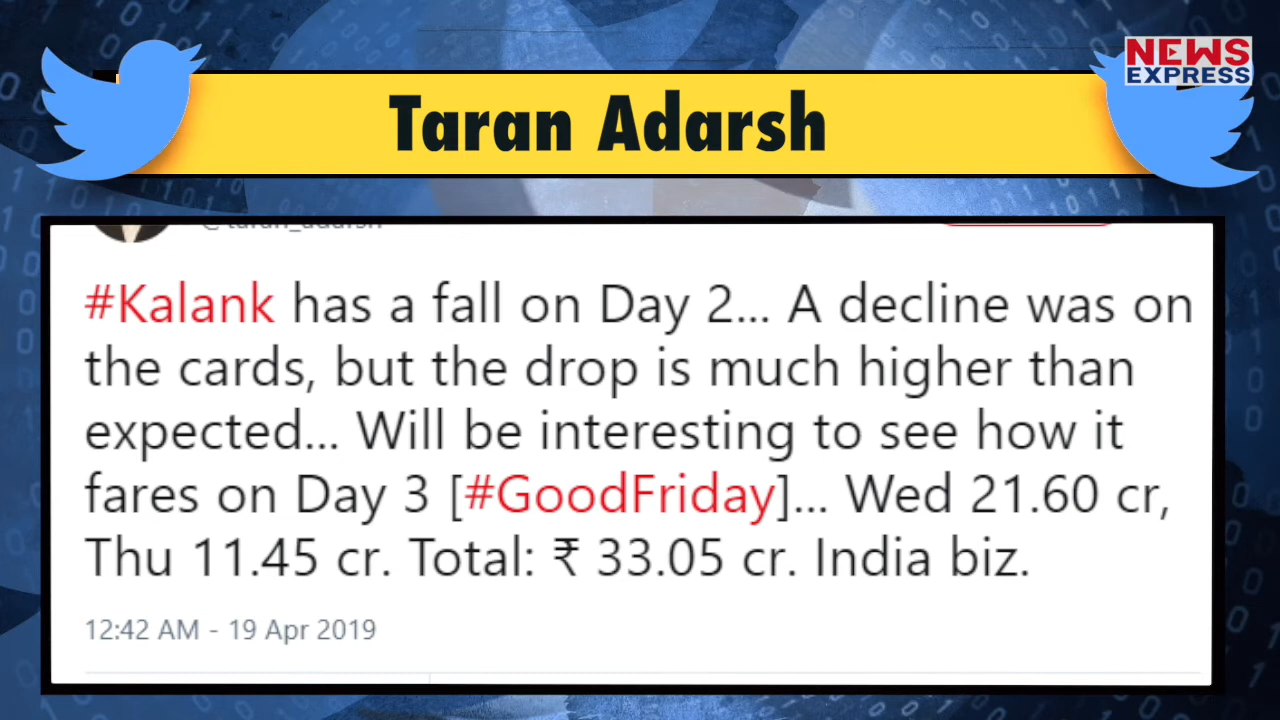 NEWS
EXPRESS
Taran Adarsh
@taran_adarsh
#Kalank has a fall on Day 2... A decline was on
the cards, but the drop is much higher than
expected... Will be interesting to see how it
fares on Day 3 [#GoodFriday]... Wed 21.60 cr,
Thu 11.45 cr. Total: ₹ 33.05 cr. India biz.
12:42 AM - 19 Apr 2019